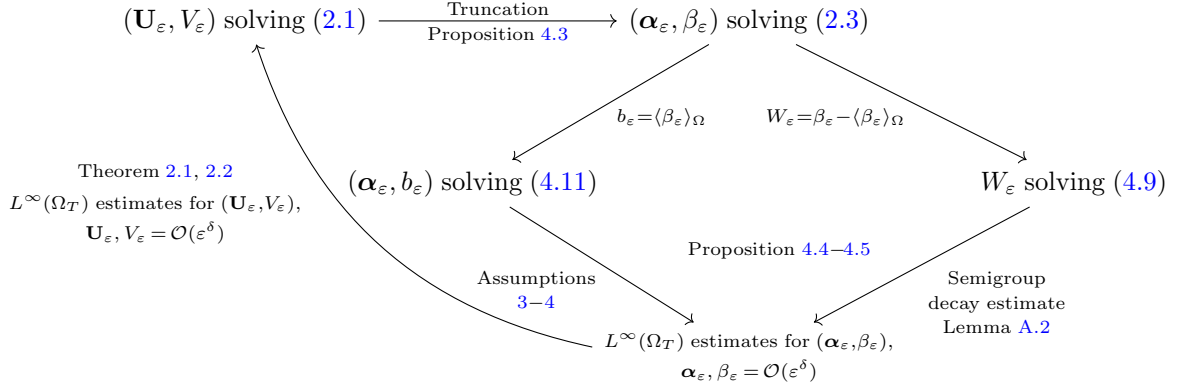 (𝐔_ε, V_ε) solving (2.1)
Truncation
Proposition 4.3
(𝜶_ε, β_ε) solving (2.3)
b_ε=⟨β_ε⟩_Ω
W_ε=β_ε−⟨β_ε⟩_Ω
Theorem 2.1, 2.2
L^∞(Ω_T) estimates for (𝐔_ε,V_ε),
𝐔_ε, V_ε = 𝒪(ε^δ)
(𝜶_ε, b_ε) solving (4.11)
W_ε solving (4.9)
Proposition 4.4–4.5
Assumptions
3–4
Semigroup
decay estimate
Lemma A.2
L^∞(Ω_T) estimates for (𝜶_ε,β_ε),
𝜶_ε, β_ε = 𝒪(ε^δ)